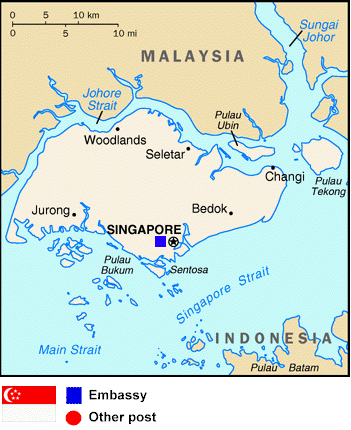 0 5 10 km
0 5 10 mi
Sungai
Johor
MALAYSIA
Johore
Strait
Pulau
Ubin
Woodlands
Seletar
Changi
Pulau
Tekong
Jurong
Bedok
SINGAPORE
Pulau
Bukum
Sentosa
Singapore Strait
Main Strait
INDONESIA
Pulau Batam
Embassy
Other post